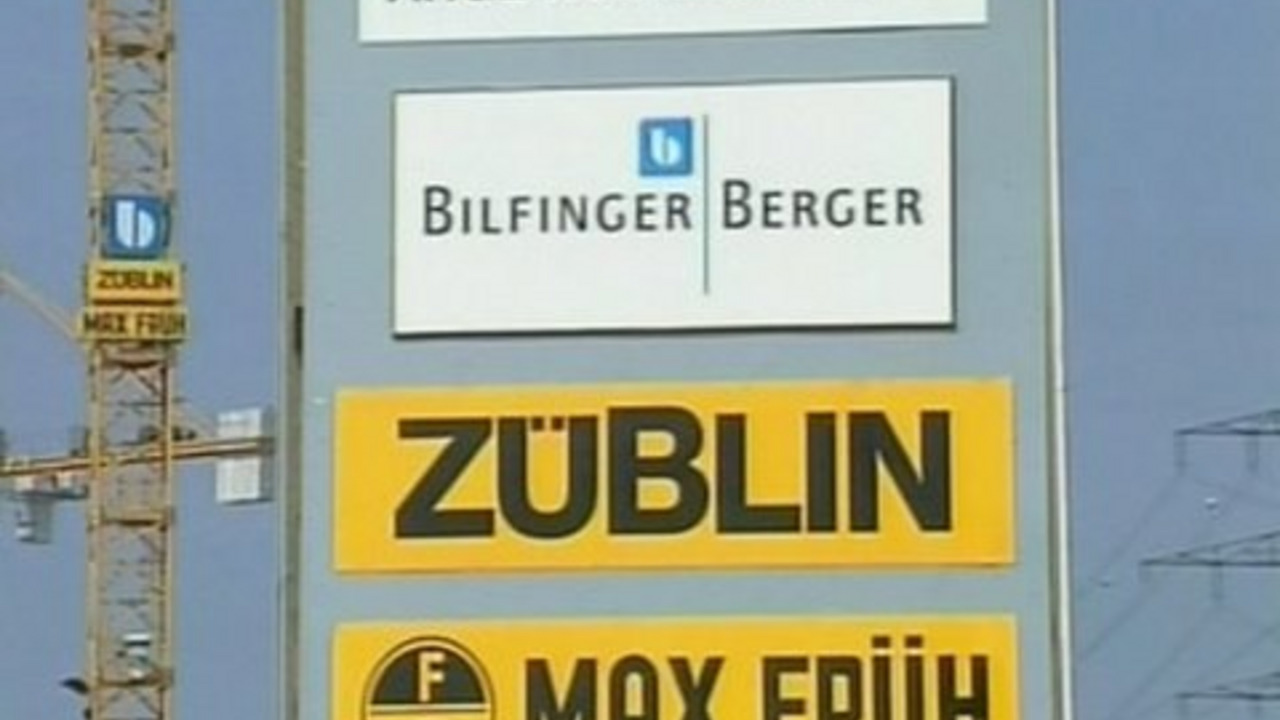 b
BILFINGER BERGER
ZÜBLIN
F
MAX FRÜH
b
ZÜBLIN
MAX FRÜH